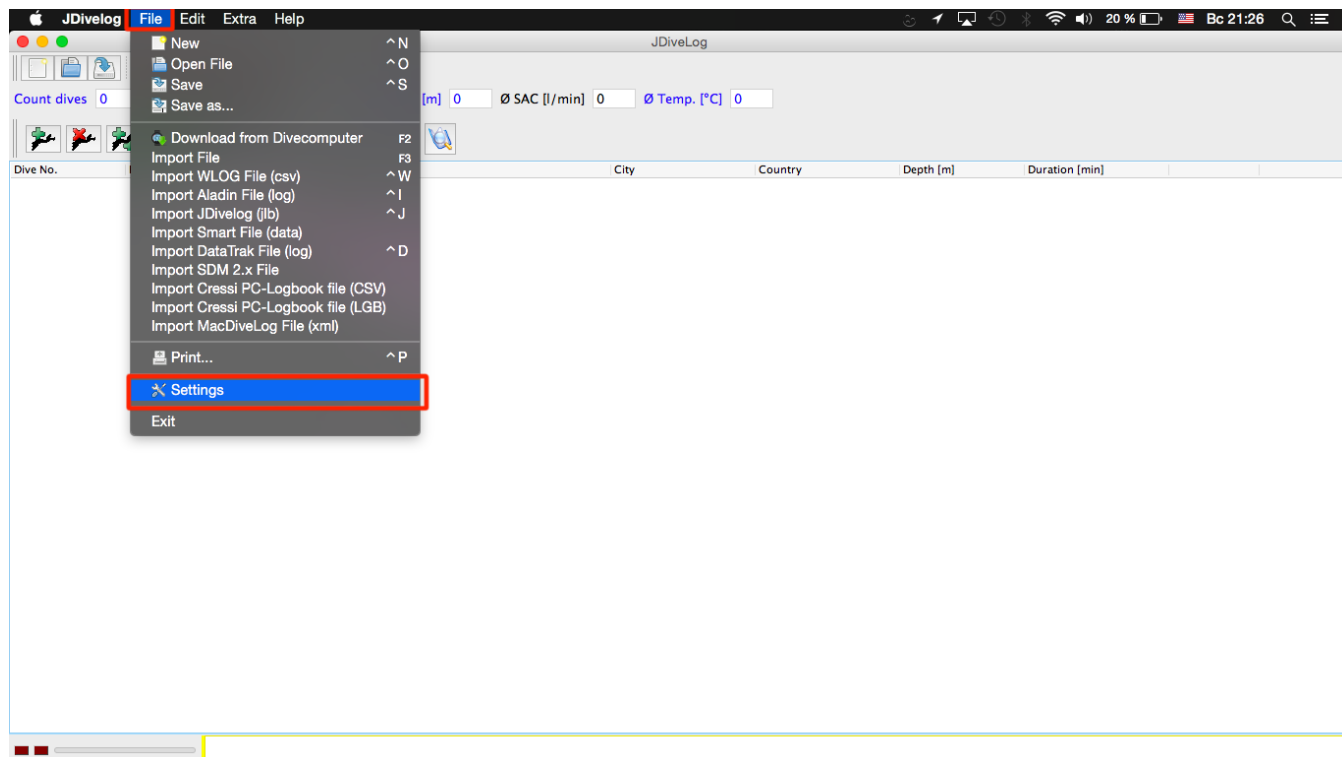 JDivelog File Edit Extra Help 20 % Вс 21:26
JDiveLog
New ^N
Open File ^O
Save ^S
Save as...
Count dives 0 [m] 0 Ø SAC [l/min] 0 Ø Temp. [°C] 0
Download from Divecomputer F2
Import File F3
Dive No. City Country Depth [m] Duration [min]
Import WLOG File (csv) ^W
Import Aladin File (log) ^I
Import JDivelog (jlb) ^J
Import Smart File (data)
Import DataTrak File (log) ^D
Import SDM 2.x File
Import Cressi PC-Logbook file (CSV)
Import Cressi PC-Logbook file (LGB)
Import MacDiveLog File (xml)
Print... ^P
Settings
Exit